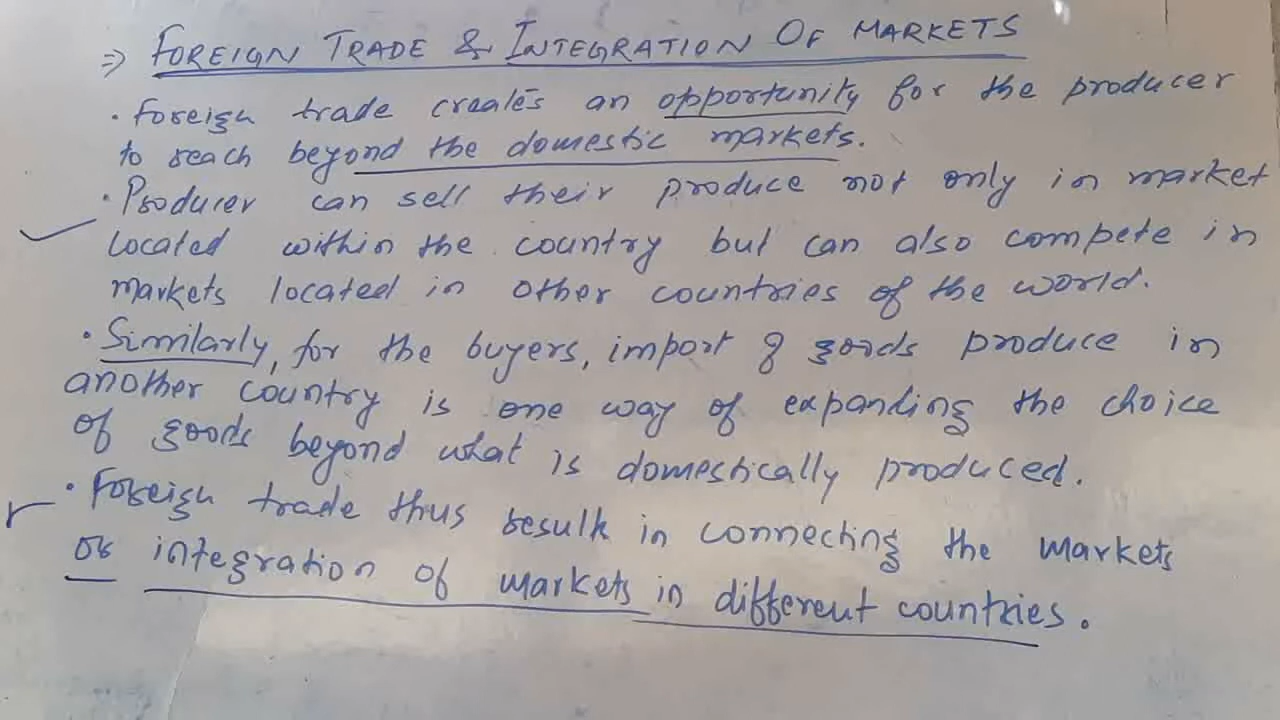 ⇒ FOREIGN TRADE & INTEGRATION OF MARKETS
· Foreign trade creates an opportunity for the producer
to reach beyond the domestic markets.
· Producer can sell their produce not only in market
located within the country but can also compete in
markets located in other countries of the world.
· Similarly, for the buyers, import of goods produce in
another country is one way of expanding the choice
of goods beyond what is domestically produced.
· Foreign trade thus result in connecting the markets
or integration of markets in different countries.